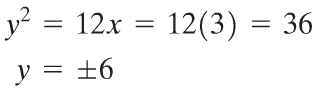 y² = 12x = 12(3) = 36
y = ±6